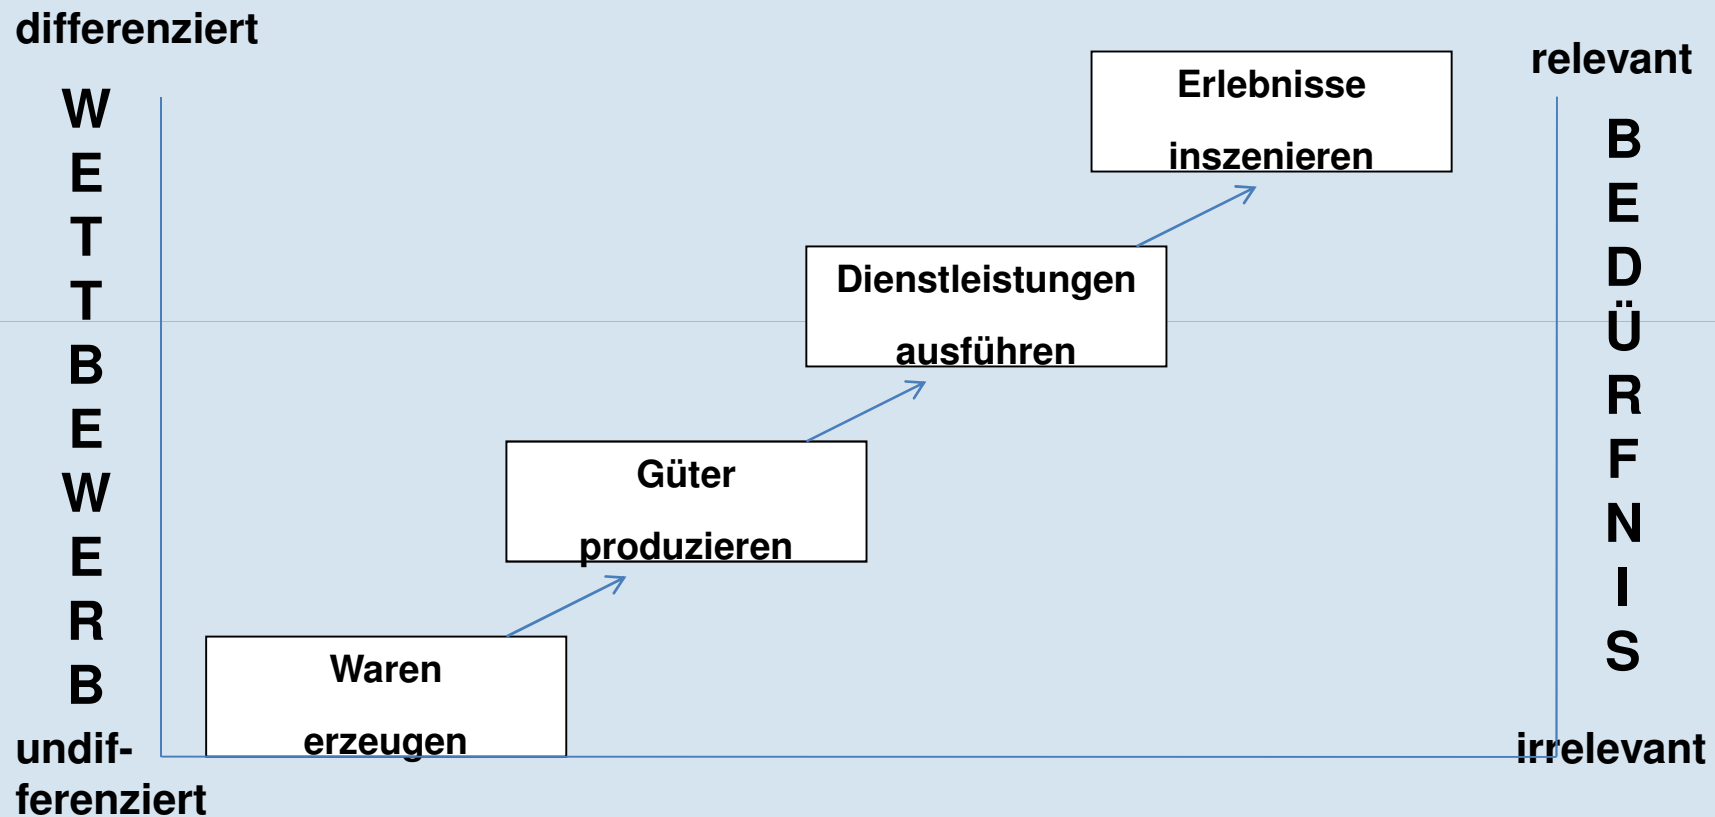 differenziert
relevant
W
E
T
T
B
E
W
E
R
B
Erlebnisse
inszenieren
Dienstleistungen
ausführen
Güter
produzieren
Waren
erzeugen
B
E
D
Ü
R
F
N
I
S
undif-
ferenziert
irrelevant